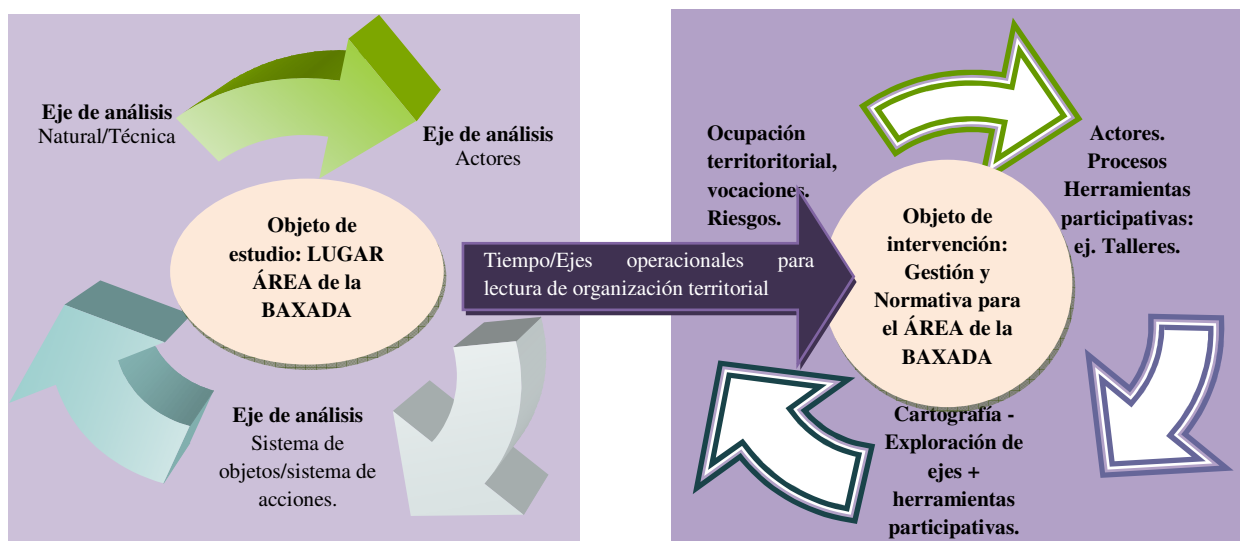 Eje de análisis
Natural/Técnica
Eje de análisis
Actores
Objeto de
estudio: LUGAR
ÁREA de la
BAXADA
Eje de análisis
Sistema de
objetos/sistema de
acciones.
Tiempo/Ejes operacionales para
lectura de organización territorial
Ocupación
territoritorial,
vocaciones.
Riesgos.
Actores.
Procesos
Herramientas
participativas:
ej. Talleres.
Objeto de
intervención:
Gestión y
Normativa para
el ÁREA de la
BAXADA
Cartografía -
Exploración de
ejes +
herramientas
participativas.